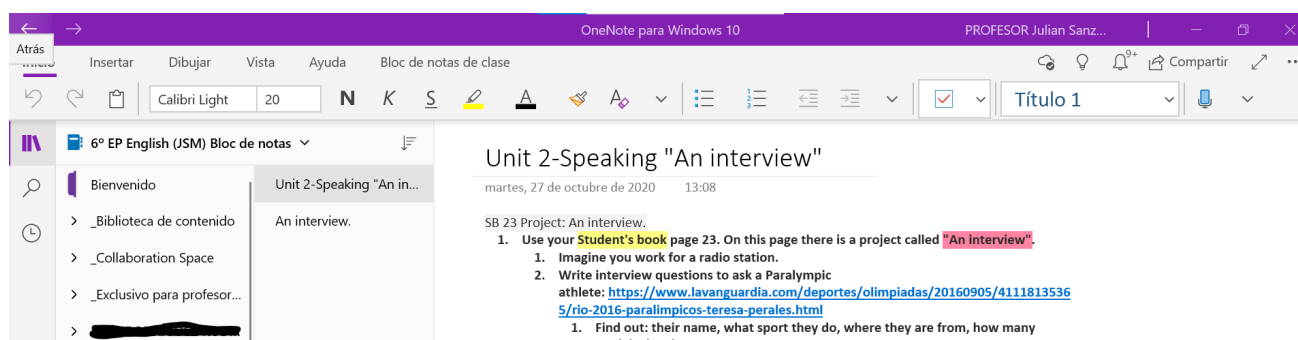 OneNote para Windows 10
PROFESOR Julian Sanz...
Atrás
Insertar Dibujar Vista Ayuda Bloc de notas de clase
9+ Compartir
Calibri Light 20 N K S A A Título 1
6º EP English (JSM) Bloc de notas
Bienvenido
_Biblioteca de contenido
_Collaboration Space
_Exclusivo para profesor...
Unit 2-Speaking "An in...
An interview.
Unit 2-Speaking "An interview"
martes, 27 de octubre de 2020 13:08
SB 23 Project: An interview.
1. Use your Student's book page 23. On this page there is a project called "An interview".
1. Imagine you work for a radio station.
2. Write interview questions to ask a Paralympic
athlete: https://www.lavanguardia.com/deportes/olimpiadas/20160905/4111813536
5/rio-2016-paralimpicos-teresa-perales.html
1. Find out: their name, what sport they do, where they are from, how many